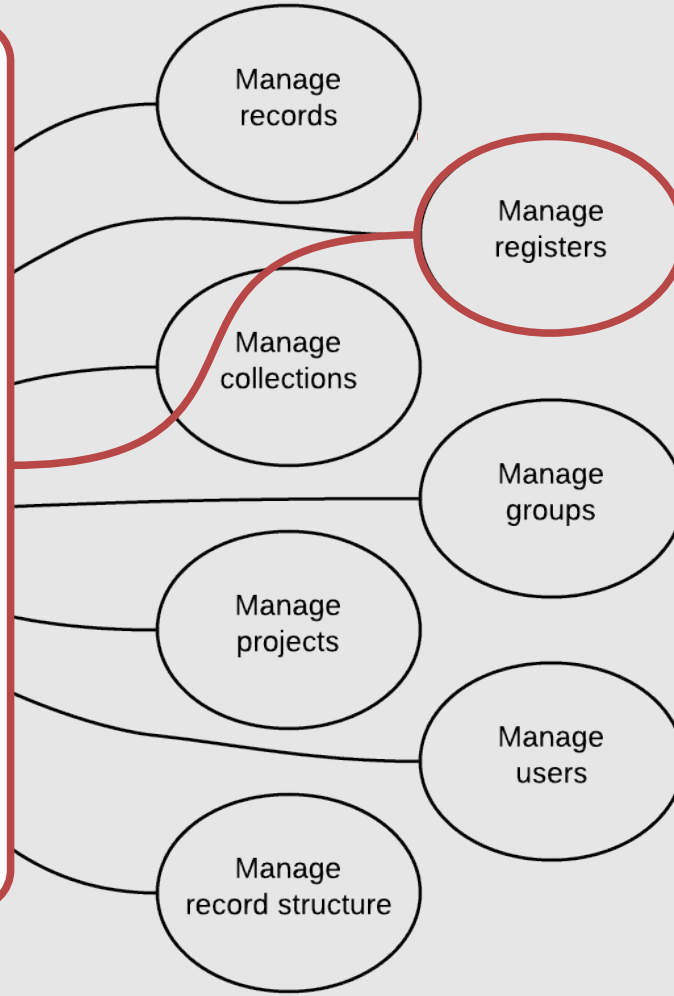 Manage
records
Manage
registers
Manage
collections
Manage
groups
Manage
projects
Manage
users
Manage
record structure